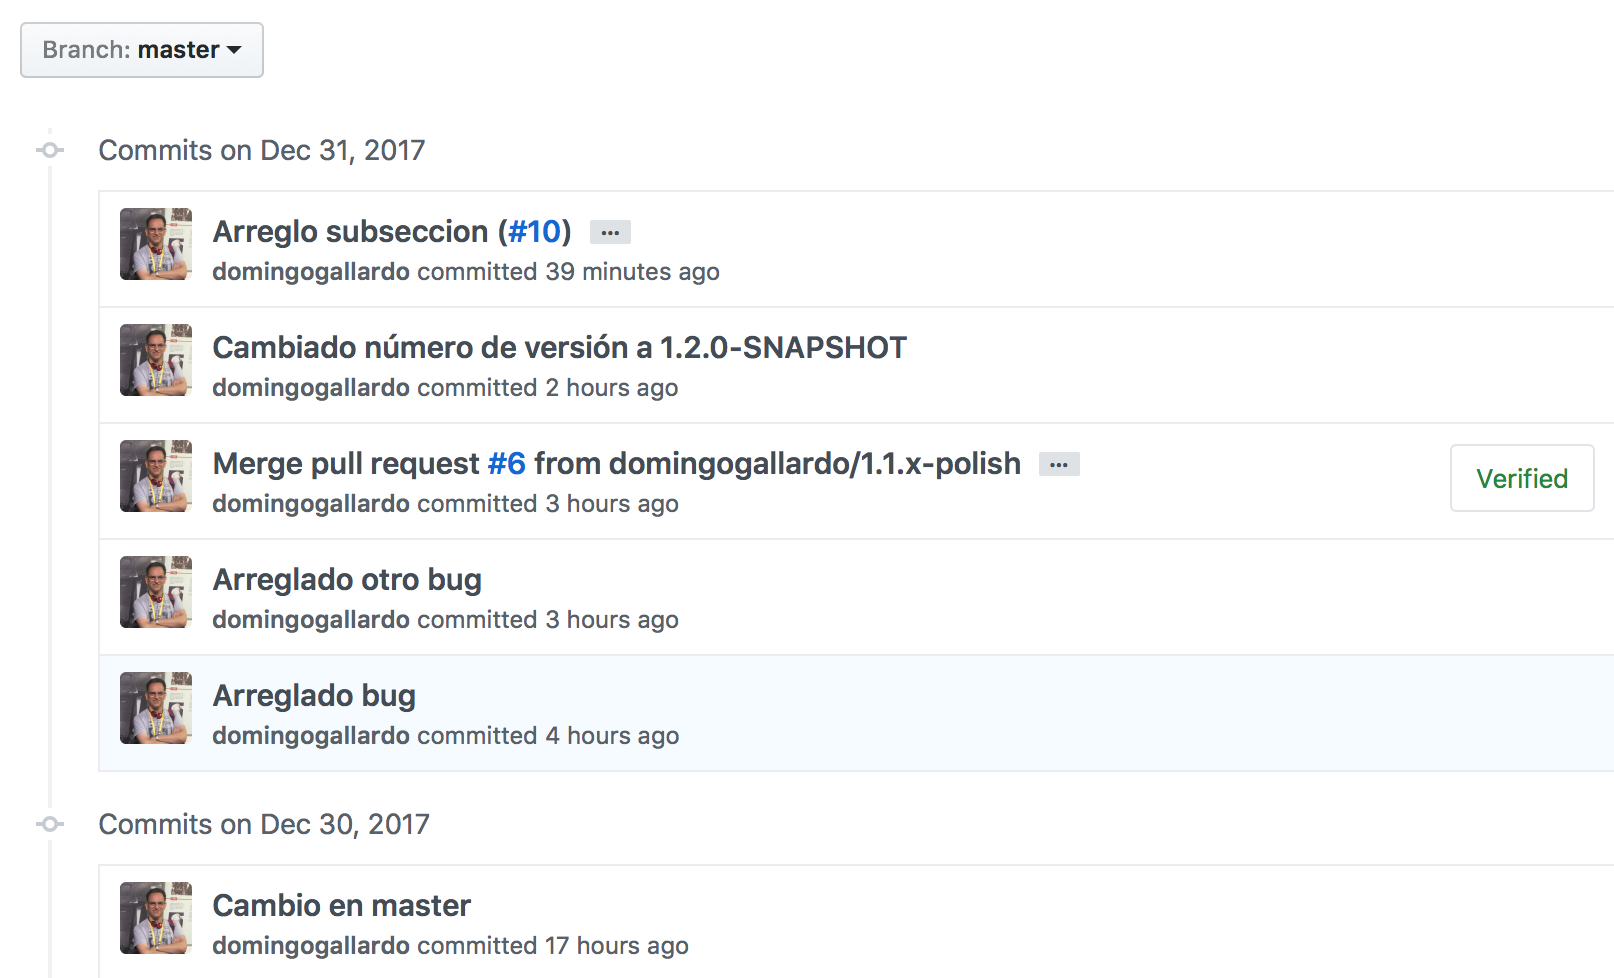 Branch: master
Commits on Dec 31, 2017
Arreglo subseccion (#10) ...
domingogallardo committed 39 minutes ago
Cambiado número de versión a 1.2.0-SNAPSHOT
domingogallardo committed 2 hours ago
Merge pull request #6 from domingogallardo/1.1.x-polish ...
Verified
domingogallardo committed 3 hours ago
Arreglado otro bug
domingogallardo committed 3 hours ago
Arreglado bug
domingogallardo committed 4 hours ago
Commits on Dec 30, 2017
Cambio en master
domingogallardo committed 17 hours ago